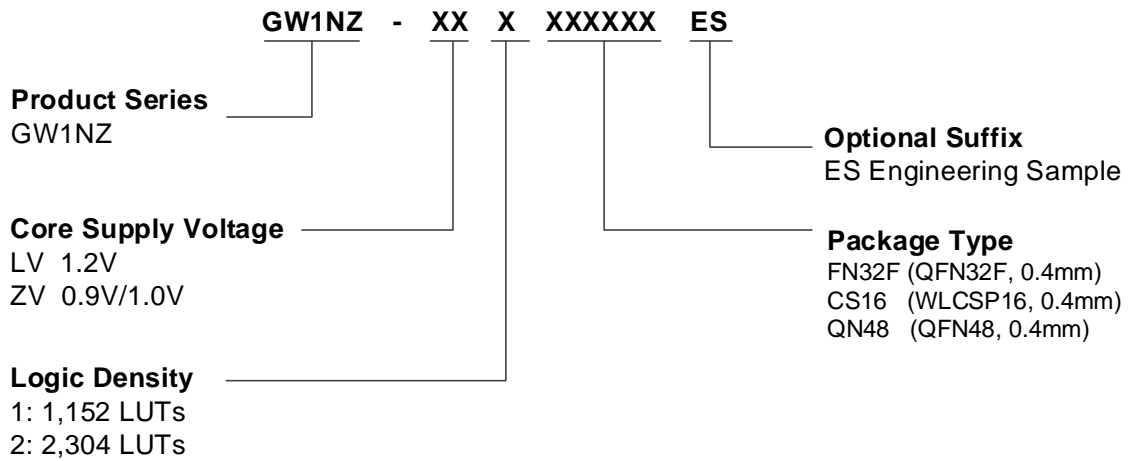 GW1NZ - XX X XXXXXX ES
Product Series
GW1NZ
Optional Suffix
ES Engineering Sample
Core Supply Voltage
LV 1.2V
ZV 0.9V/1.0V
Package Type
FN32F (QFN32F, 0.4mm)
CS16 (WLCSP16, 0.4mm)
QN48 (QFN48, 0.4mm)
Logic Density
1: 1,152 LUTs
2: 2,304 LUTs